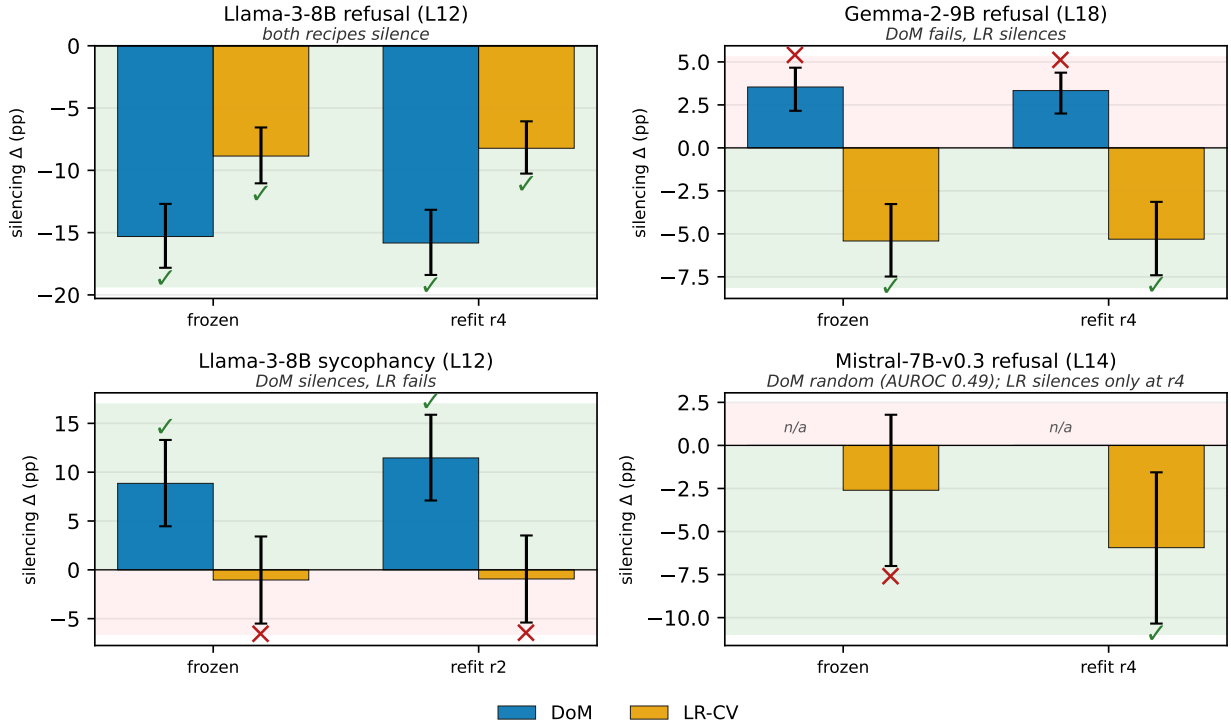 Llama-3-8B refusal (L12)
both recipes silence
silencing Δ (pp)
0
−5
−10
−15
−20
✓
✓
✓
✓
frozen
refit r4
Gemma-2-9B refusal (L18)
DoM fails, LR silences
silencing Δ (pp)
5.0
2.5
0.0
−2.5
−5.0
−7.5
✓
✓
frozen
refit r4
Llama-3-8B sycophancy (L12)
DoM silences, LR fails
silencing Δ (pp)
15
10
5
0
−5
✓
✓
frozen
refit r2
Mistral-7B-v0.3 refusal (L14)
DoM random (AUROC 0.49); LR silences only at r4
silencing Δ (pp)
2.5
0.0
−2.5
−5.0
−7.5
−10.0
n/a
n/a
✓
frozen
refit r4
DoM
LR-CV